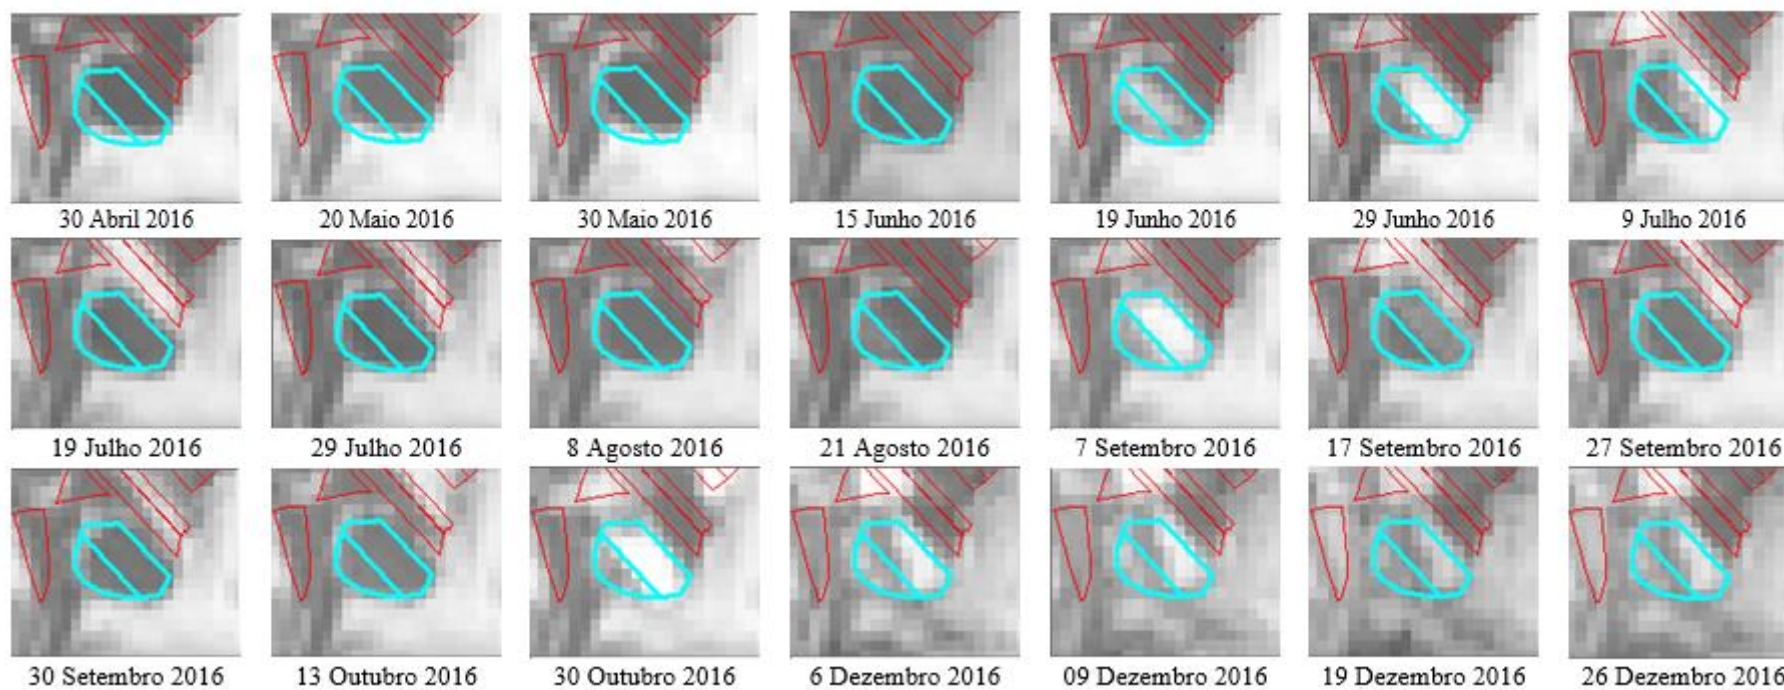 30 Abril 2016 20 Maio 2016 30 Maio 2016 15 Junho 2016 19 Junho 2016 29 Junho 2016 9 Julho 2016
19 Julho 2016 29 Julho 2016 8 Agosto 2016 21 Agosto 2016 7 Setembro 2016 17 Setembro 2016 27 Setembro 2016
30 Setembro 2016 13 Outubro 2016 30 Outubro 2016 6 Dezembro 2016 09 Dezembro 2016 19 Dezembro 2016 26 Dezembro 2016